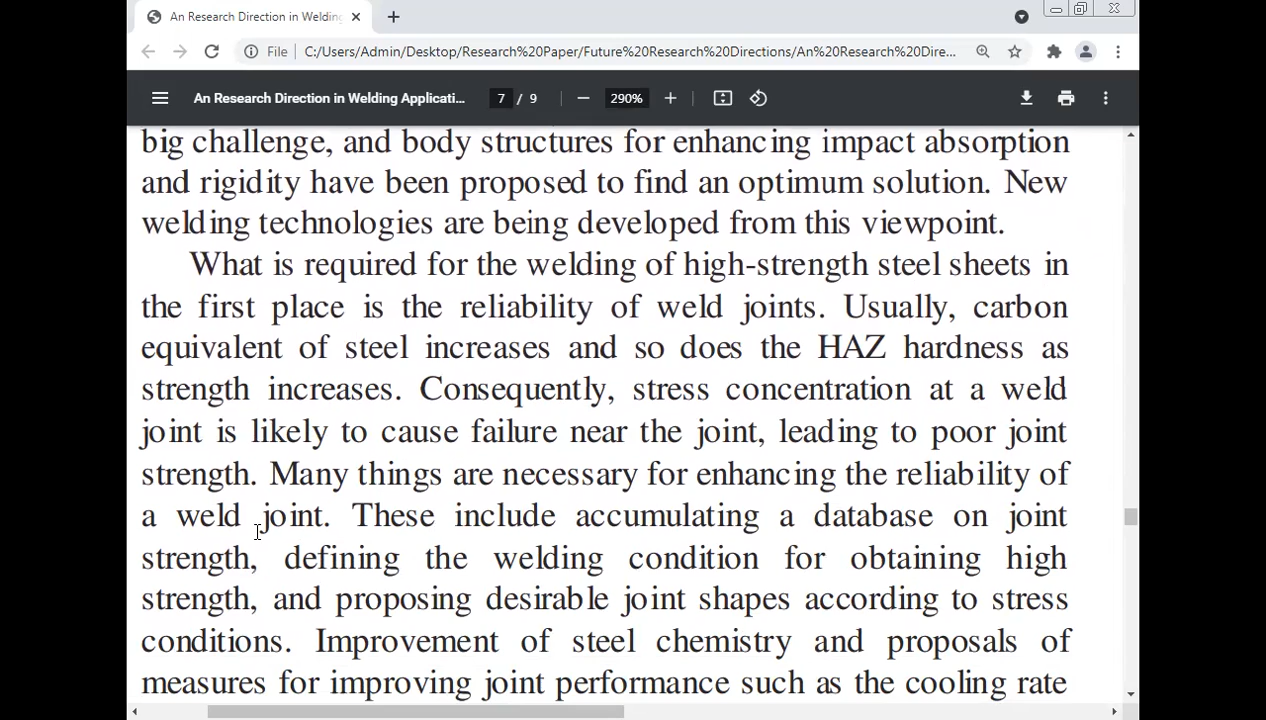 An Research Direction in Welding
File C:/Users/Admin/Desktop/Research%20Paper/Future%20Research%20Directions/An%20Research%20Dire...
An Research Direction in Welding Applicati... 7 / 9 290%
big challenge, and body structures for enhancing impact absorption
and rigidity have been proposed to find an optimum solution. New
welding technologies are being developed from this viewpoint.
What is required for the welding of high-strength steel sheets in
the first place is the reliability of weld joints. Usually, carbon
equivalent of steel increases and so does the HAZ hardness as
strength increases. Consequently, stress concentration at a weld
joint is likely to cause failure near the joint, leading to poor joint
strength. Many things are necessary for enhancing the reliability of
a weld joint. These include accumulating a database on joint
strength, defining the welding condition for obtaining high
strength, and proposing desirable joint shapes according to stress
conditions. Improvement of steel chemistry and proposals of
measures for improving joint performance such as the cooling rate